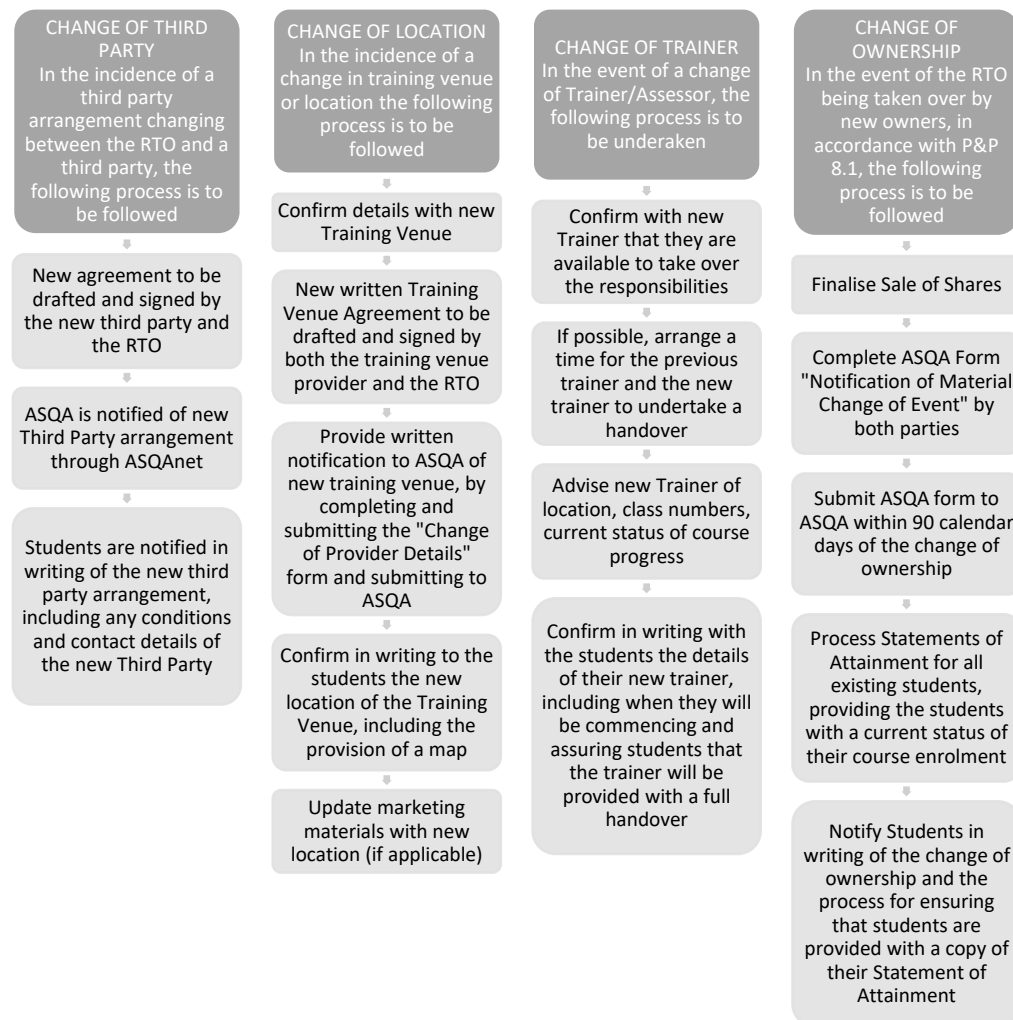 CHANGE OF THIRD
PARTY
In the incidence of a
third party
arrangement changing
between the RTO and a
third party, the
following process is to
be followed
New agreement to be
drafted and signed by
the new third party and
the RTO
ASQA is notified of new
Third Party arrangement
through ASQAnet
Students are notified in
writing of the new third
party arrangement,
including any conditions
and contact details of
the new Third Party
CHANGE OF LOCATION
In the incidence of a
change in training venue
or location the following
process is to be
followed
Confirm details with new
Training Venue
New written Training
Venue Agreement to be
drafted and signed by
both the training venue
provider and the RTO
Provide written
notification to ASQA of
new training venue, by
completing and
submitting the "Change
of Provider Details"
form and submitting to
ASQA
Confirm in writing to the
students the new
location of the Training
Venue, including the
provision of a map
Update marketing
materials with new
location (if applicable)
CHANGE OF TRAINER
In the event of a change
of Trainer/Assessor, the
following process is to
be underaken
Confirm with new
Trainer that they are
available to take over
the responsibilities
If possible, arrange a
time for the previous
trainer and the new
trainer to undertake a
handover
Advise new Trainer of
location, class numbers,
current status of course
progress
Confirm in writing with
the students the details
of their new trainer,
including when they will
be commencing and
assuring students that
the trainer will be
provided with a full
handover
CHANGE OF
OWNERSHIP
In the event of the RTO
being taken over by
new owners, in
accordance with P&P
8.1, the following
process is to be
followed
Finalise Sale of Shares
Complete ASQA Form
"Notification of Material
Change of Event" by
both parties
Submit ASQA form to
ASQA within 90 calendar
days of the change of
ownership
Process Statements of
Attainment for all
existing students,
providing the students
with a current status of
their course enrolment
Notify Students in
writing of the change of
ownership and the
process for ensuring
that students are
provided with a copy of
their Statement of
Attainment